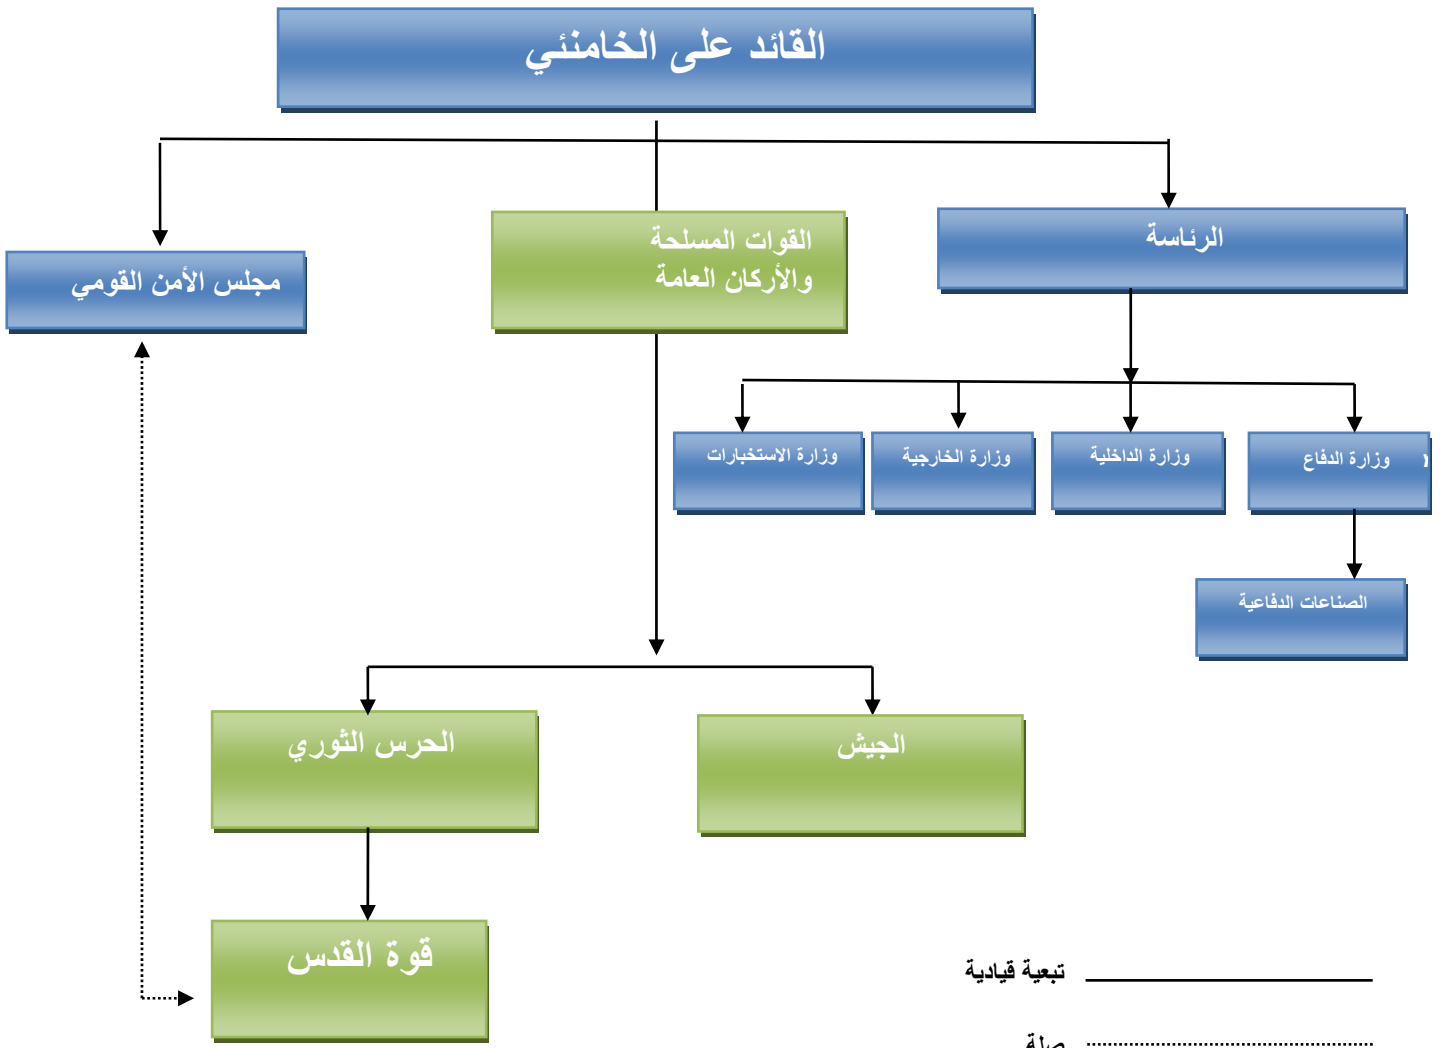 القائد على الخامنئي
الرئاسة
القوات المسلحة
والأركان العامة
مجلس الأمن القومي
وزارة الدفاع
وزارة الداخلية
وزارة الخارجية
وزارة الاستخبارات
الصناعات الدفاعية
الجيش
الحرس الثوري
قوة القدس
تبعية قيادية
صلة